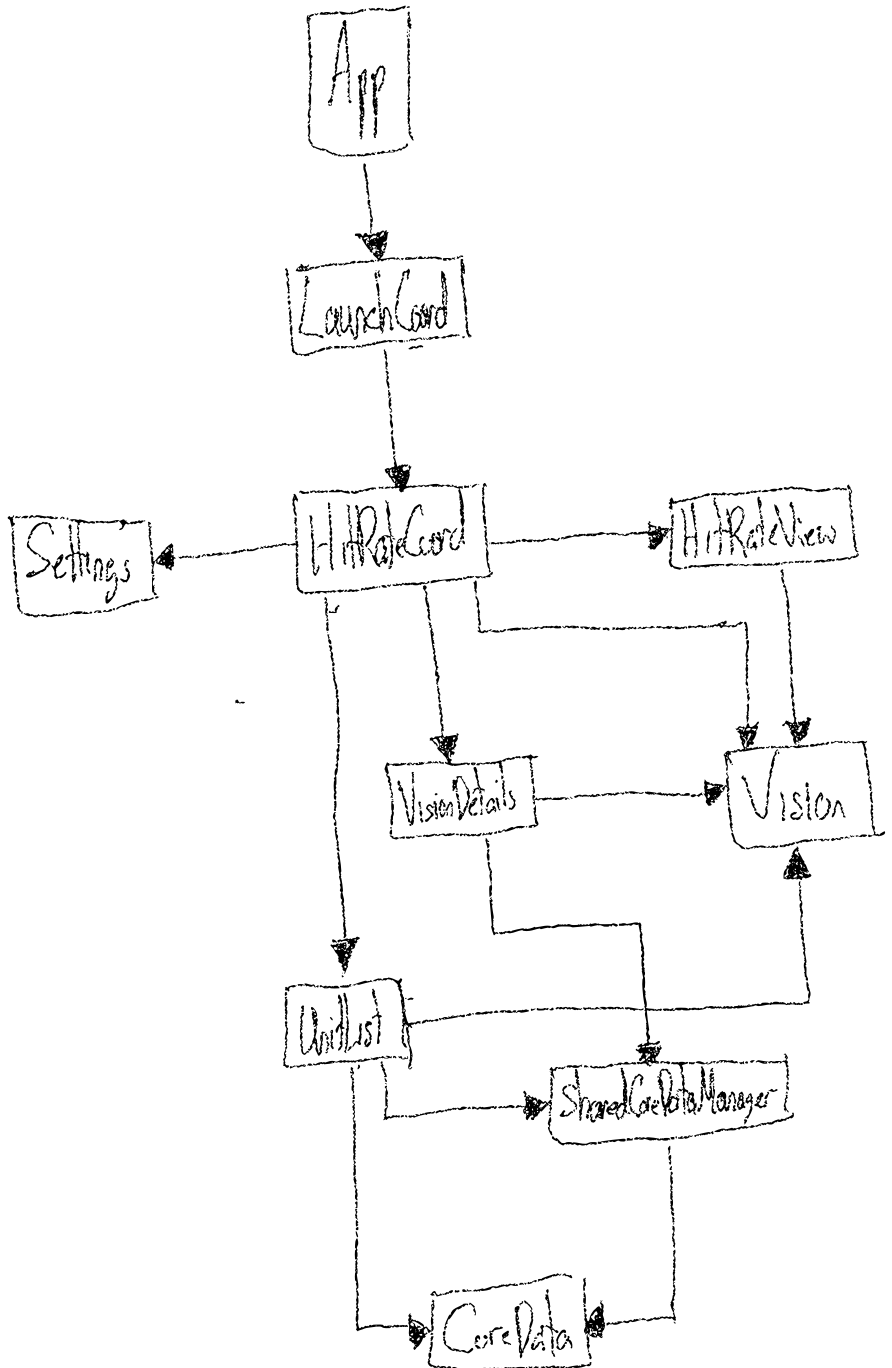 App
LaunchCoord
Settings
HitRateCoord
HitRateView
VisionDetails
Vision
UnitList
SharedCoreDataManager
CoreData